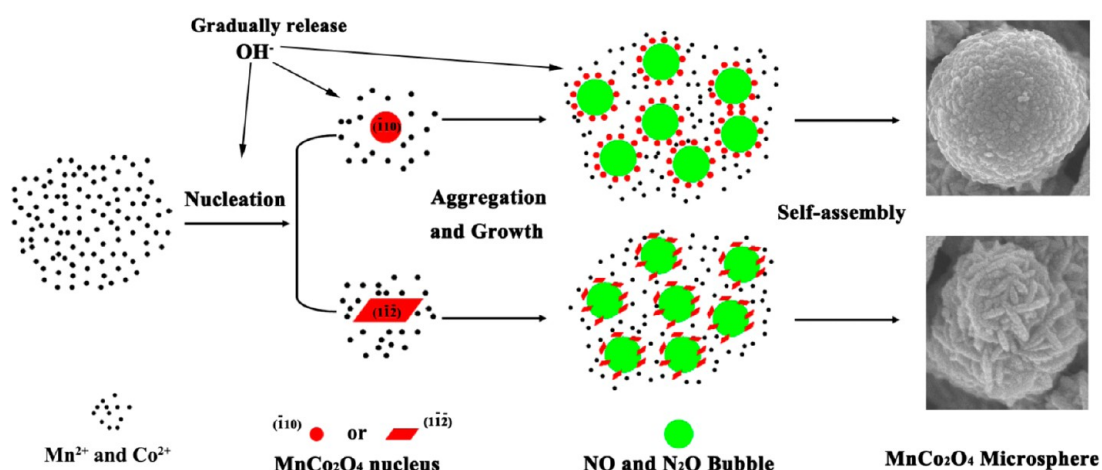 Gradually release
OH-
(1̄10)
Nucleation
Aggregation
and Growth
Self-assembly
(11̄2̄)
(1̄10) or (11̄2̄)
Mn²⁺ and Co²⁺
MnCo₂O₄ nucleus
NO and N₂O Bubble
MnCo₂O₄ Microsphere